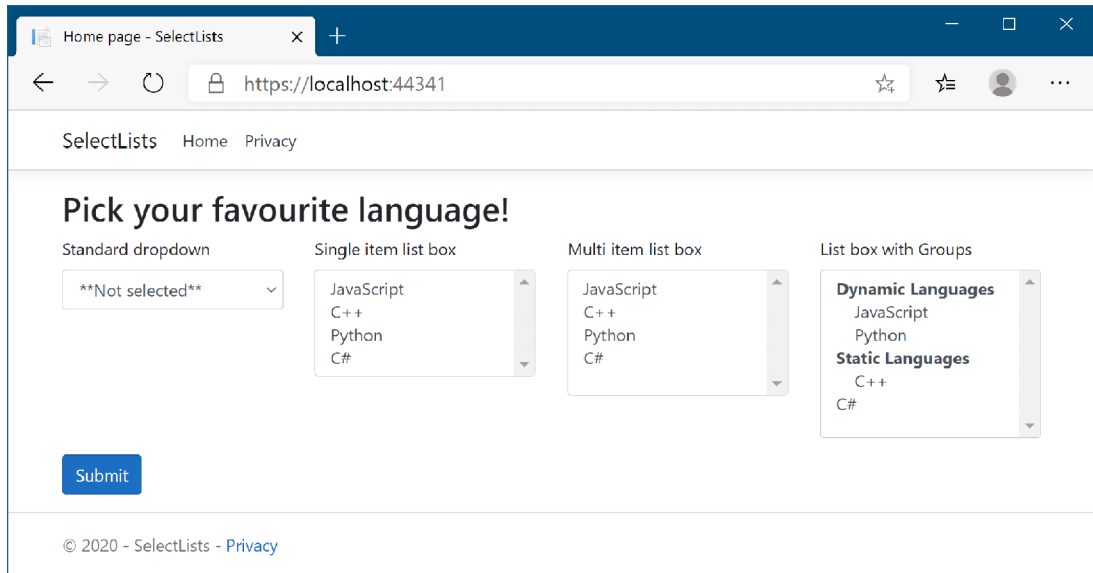 Home page - SelectLists
https://localhost:44341
SelectLists Home Privacy
Pick your favourite language!
Standard dropdown
**Not selected**
Single item list box
JavaScript
C++
Python
C#
Multi item list box
JavaScript
C++
Python
C#
List box with Groups
Dynamic Languages
JavaScript
Python
Static Languages
C++
C#
Submit
© 2020 - SelectLists - Privacy